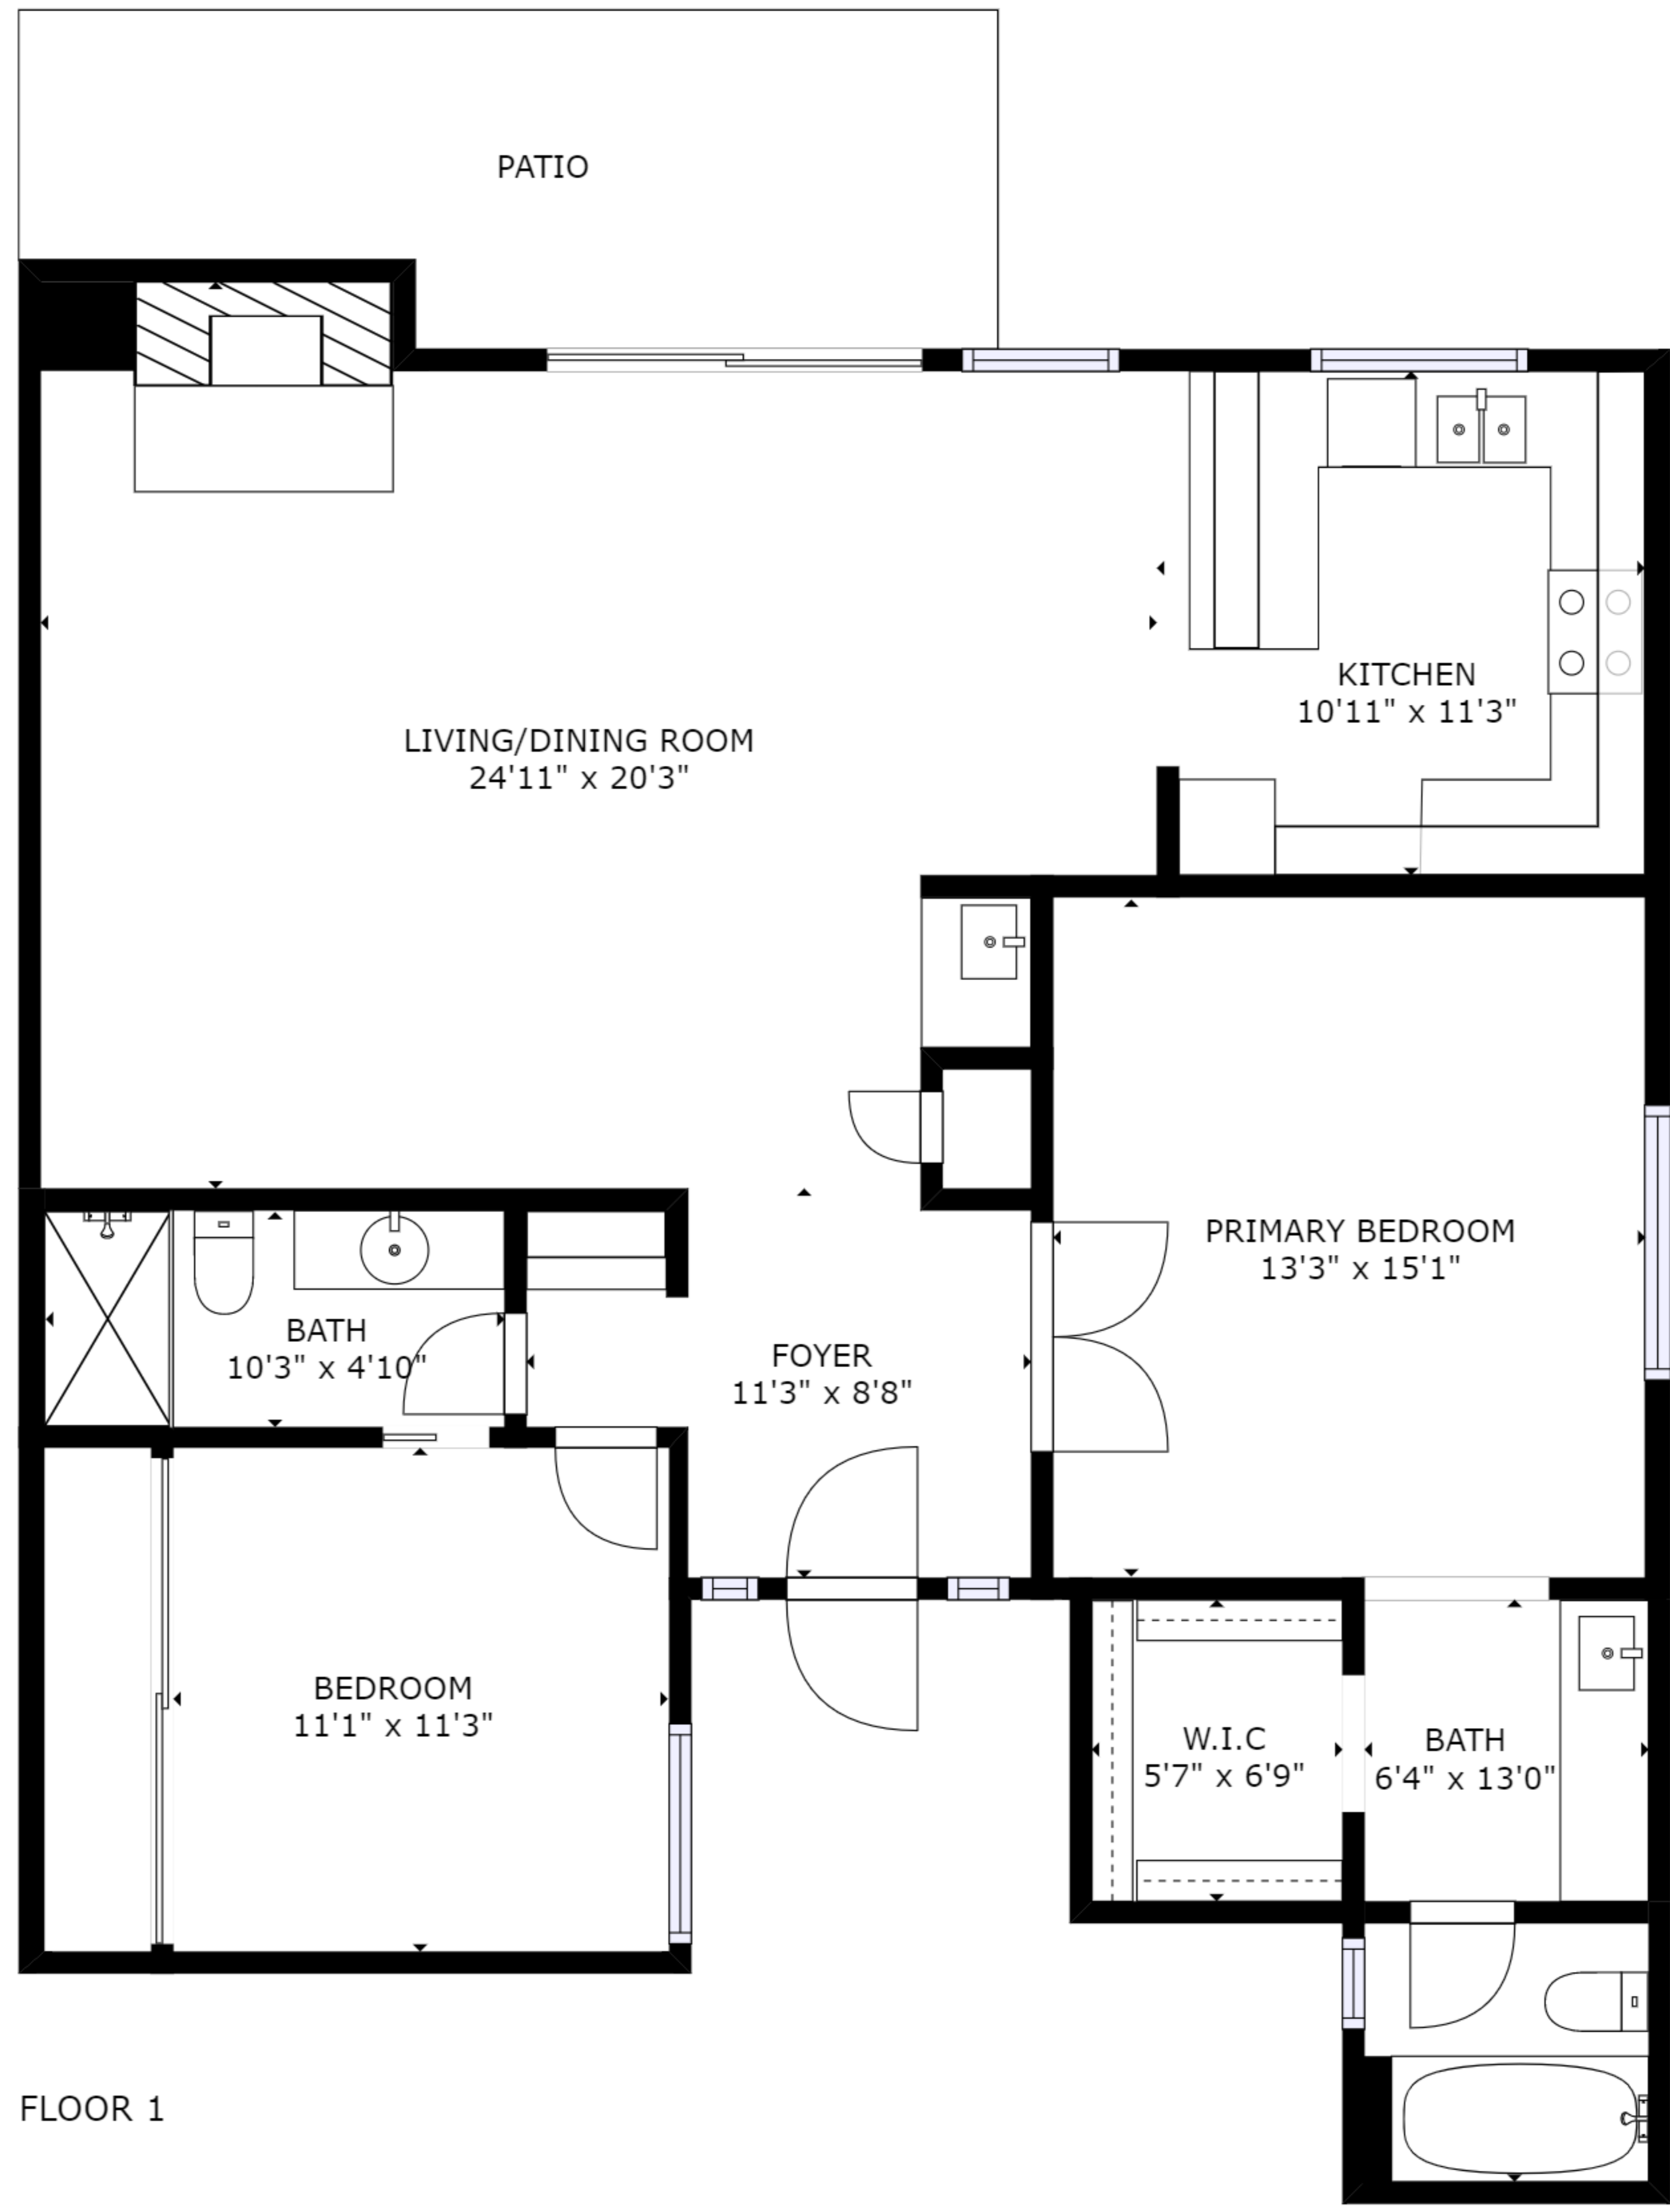 PATIO
KITCHEN
10'11" x 11'3"
LIVING/DINING ROOM
24'11" x 20'3"
PRIMARY BEDROOM
13'3" x 15'1"
BATH
10'3" x 4'10"
FOYER
11'3" x 8'8"
BEDROOM
11'1" x 11'3"
W.I.C
5'7" x 6'9"
BATH
6'4" x 13'0"
FLOOR 1